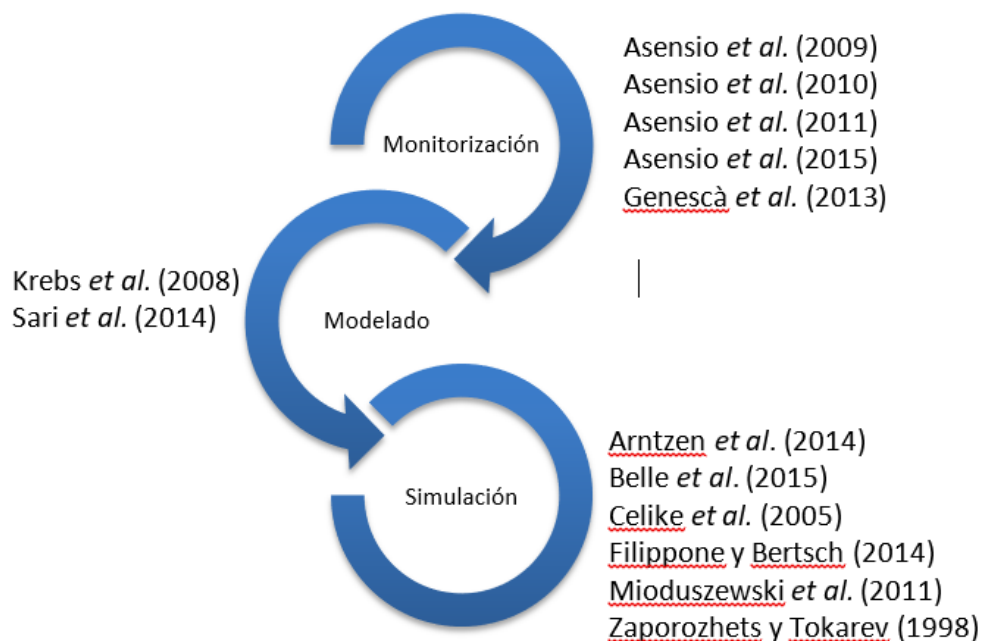 Monitorización
Asensio et al. (2009)
Asensio et al. (2010)
Asensio et al. (2011)
Asensio et al. (2015)
Genescà et al. (2013)
Krebs et al. (2008)
Sari et al. (2014)
Modelado
Simulación
Arntzen et al. (2014)
Belle et al. (2015)
Celike et al. (2005)
Filippone y Bertsch (2014)
Mioduszewski et al. (2011)
Zaporozhets y Tokarev (1998)